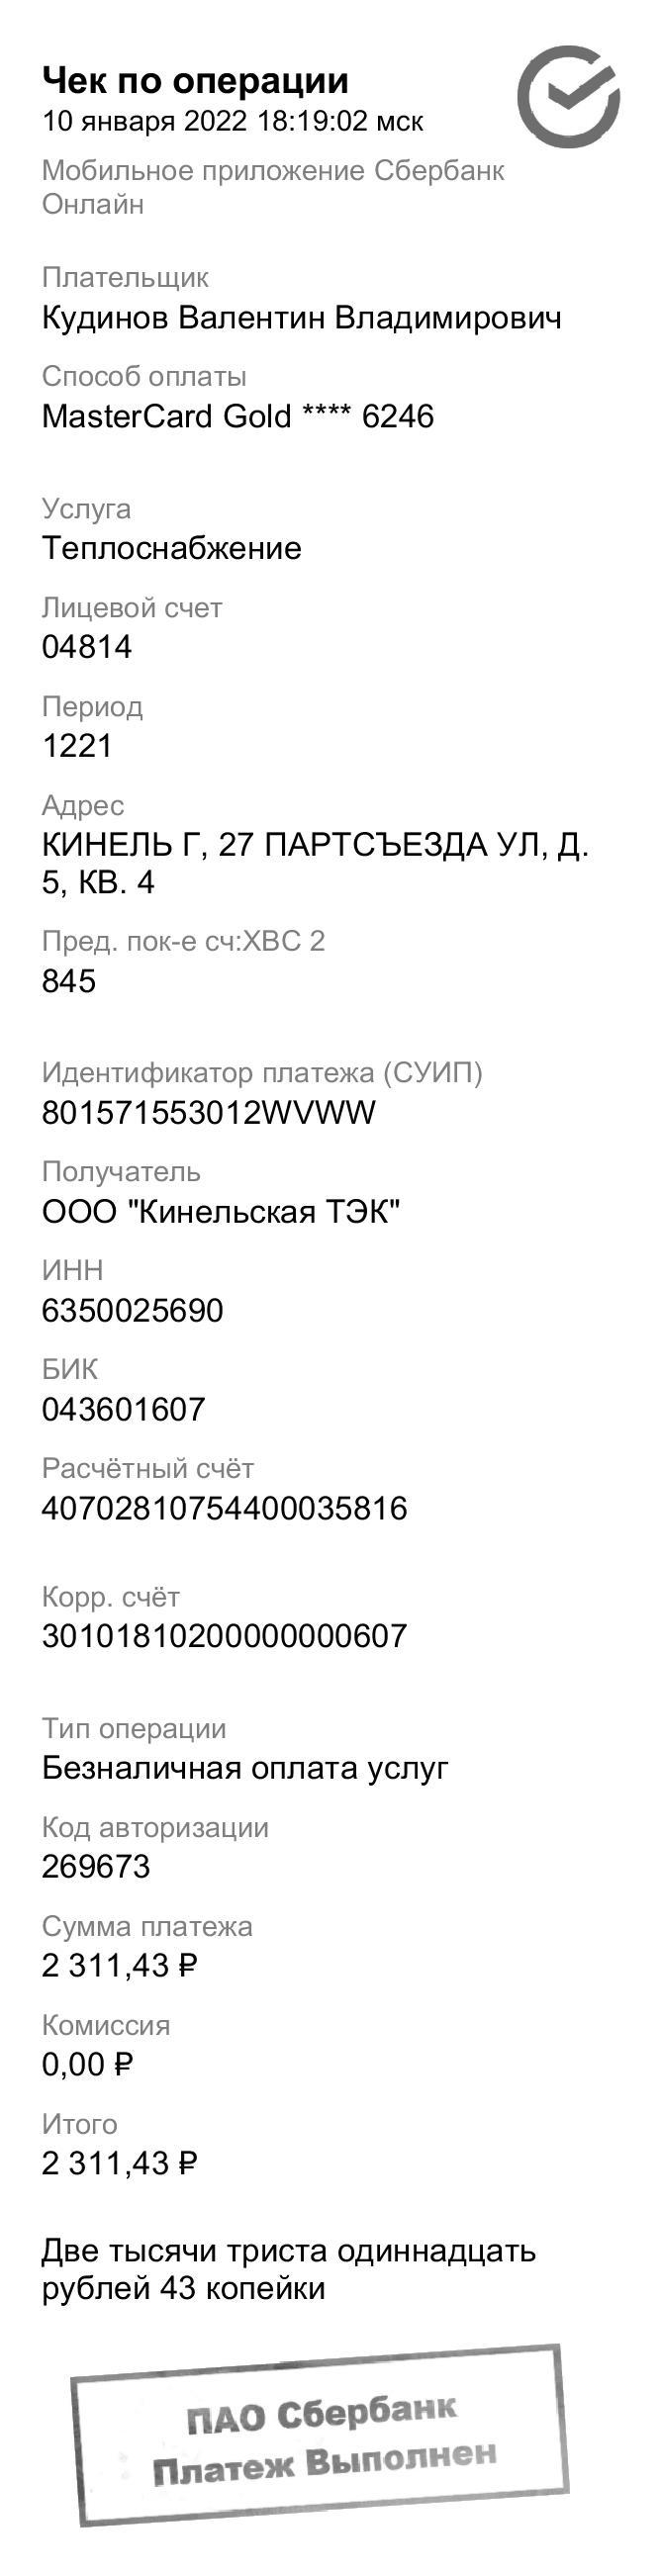 Чек по операции
10 января 2022 18:19:02 мск
Мобильное приложение Сбербанк
Онлайн
Плательщик
Кудинов Валентин Владимирович
Способ оплаты
MasterCard Gold **** 6246
Услуга
Теплоснабжение
Лицевой счет
04814
Период
1221
Адрес
КИНЕЛЬ Г, 27 ПАРТСЪЕЗДА УЛ, Д.
5, КВ. 4
Пред. пок-е сч:ХВС 2
845
Идентификатор платежа (СУИП)
801571553012WVWW
Получатель
ООО "Кинельская ТЭК"
ИНН
6350025690
БИК
043601607
Расчётный счёт
40702810754400035816
Корр. счёт
30101810200000000607
Тип операции
Безналичная оплата услуг
Код авторизации
269673
Сумма платежа
2 311,43 ₽
Комиссия
0,00 ₽
Итого
2 311,43 ₽
Две тысячи триста одиннадцать
рублей 43 копейки
ПАО Сбербанк
Платеж Выполнен